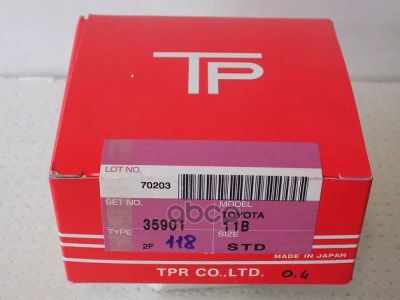 TP
LOT NO.
70203
SET NO. MODEL
35901 TOYOTA
TYPE 11B
SIZE
2F 118 STD
MADE IN JAPAN
TPR CO.,LTD. 0.4